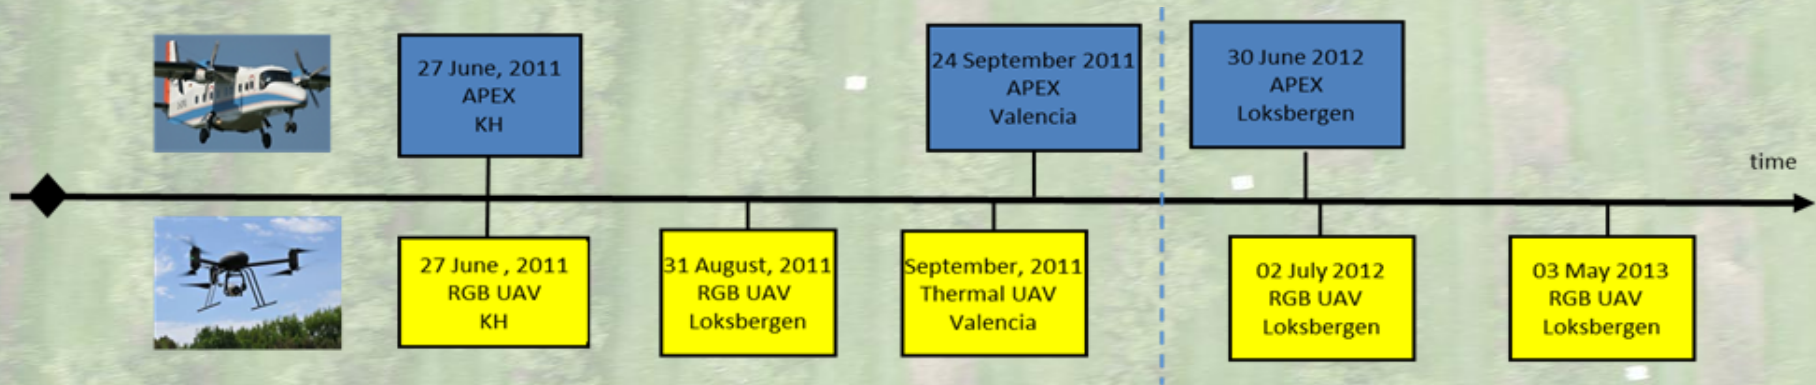 27 June, 2011
APEX
KH
24 September 2011
APEX
Valencia
30 June 2012
APEX
Loksbergen
time
27 June , 2011
RGB UAV
KH
31 August, 2011
RGB UAV
Loksbergen
September, 2011
Thermal UAV
Valencia
02 July 2012
RGB UAV
Loksbergen
03 May 2013
RGB UAV
Loksbergen